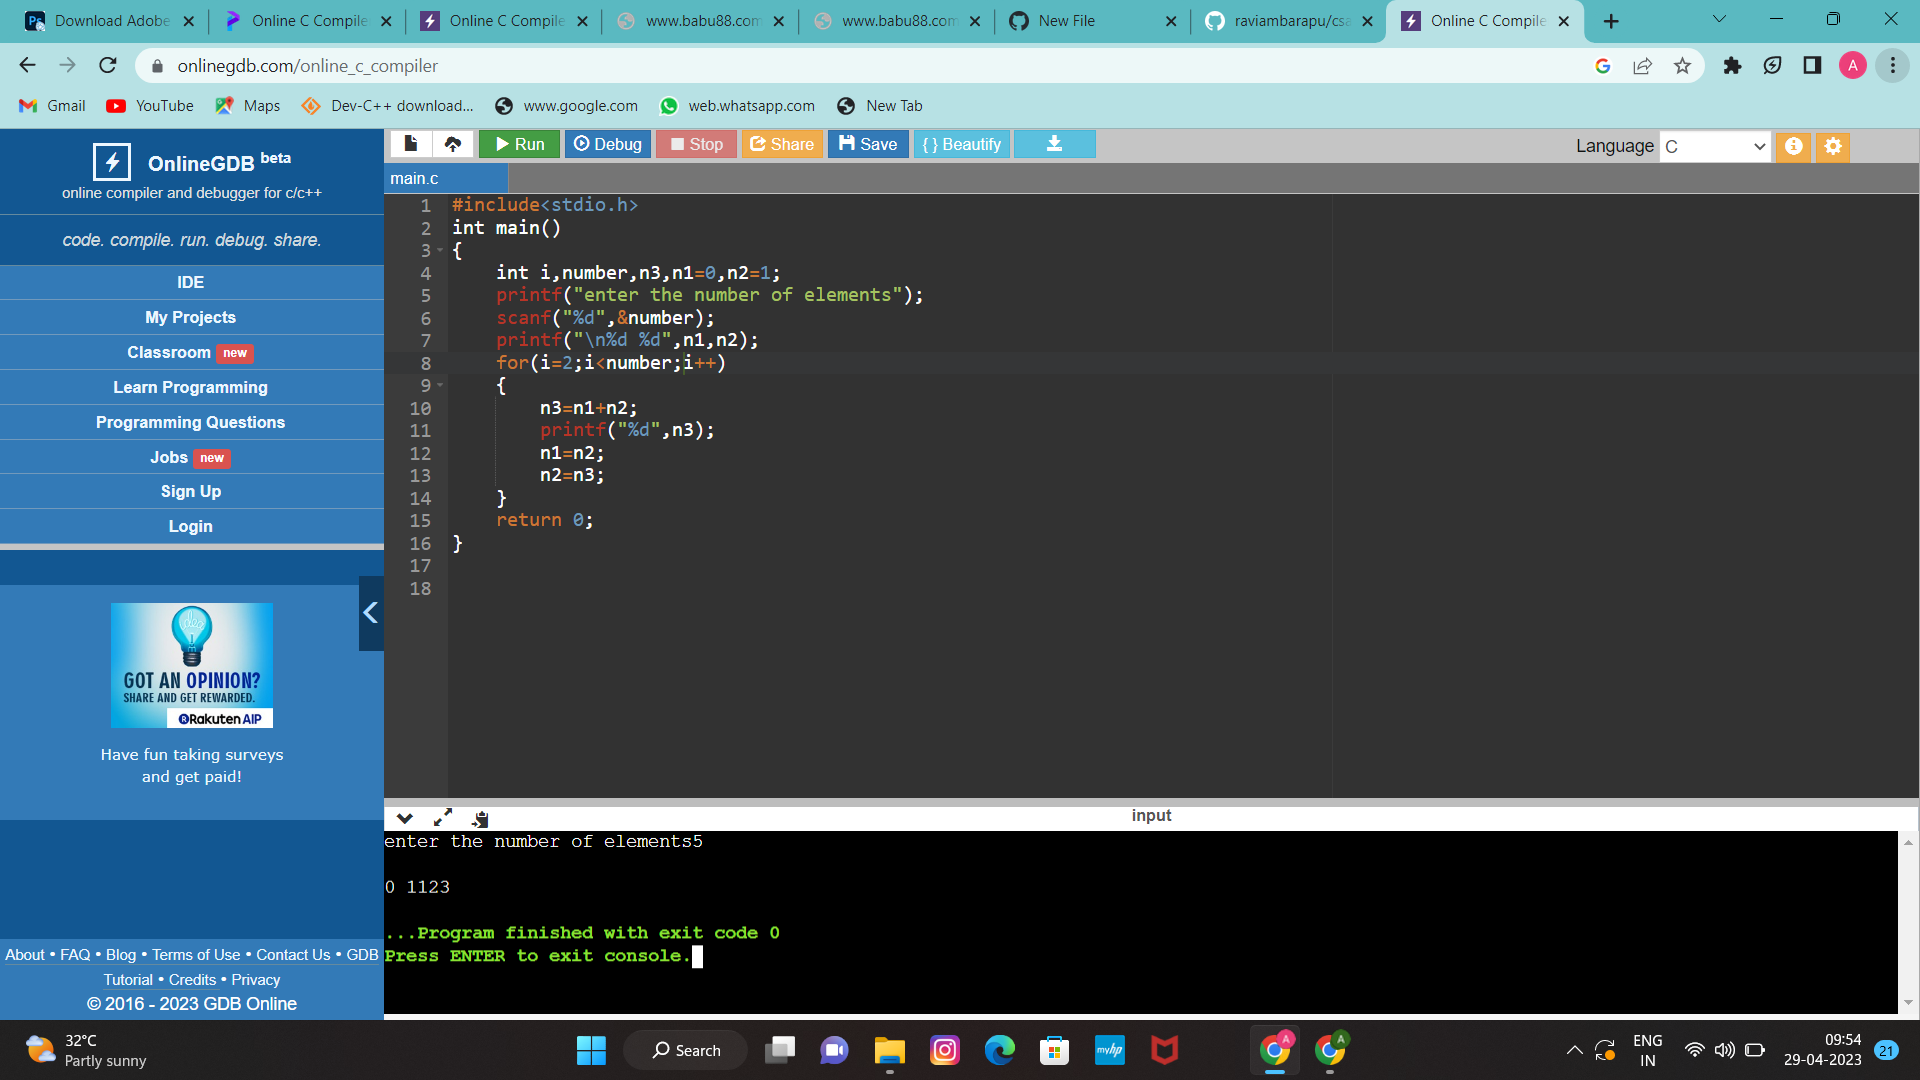 Download Adobe
Online C Compile
Online C Compile
www.babu88.com
www.babu88.com
New File
raviambarapu/csa
Online C Compile
onlinegdb.com/online_c_compiler
A
Gmail
YouTube
Maps
Dev-C++ download...
www.google.com
web.whatsapp.com
New Tab
OnlineGDB beta
online compiler and debugger for c/c++
code. compile. run. debug. share.
IDE
My Projects
Classroom new
Learn Programming
Programming Questions
Jobs new
Sign Up
Login
GOT AN OPINION?
SHARE AND GET REWARDED.
Rakuten AIP
Have fun taking surveys
and get paid!
About • FAQ • Blog • Terms of Use • Contact Us • GDB
Tutorial • Credits • Privacy
© 2016 - 2023 GDB Online
Run
Debug
Stop
Share
Save
{ } Beautify
Language C
main.c
1 #include<stdio.h>
2 int main()
3 {
4 int i,number,n3,n1=0,n2=1;
5 printf("enter the number of elements");
6 scanf("%d",&number);
7 printf("\n%d %d",n1,n2);
8 for(i=2;i<number;i++)
9 {
10 n3=n1+n2;
11 printf("%d",n3);
12 n1=n2;
13 n2=n3;
14 }
15 return 0;
16 }
17
18
input
enter the number of elements5
0 1123
...Program finished with exit code 0
Press ENTER to exit console.
32°C
Partly sunny
Search
myhp
A
A
ENG
IN
09:54
29-04-2023
21